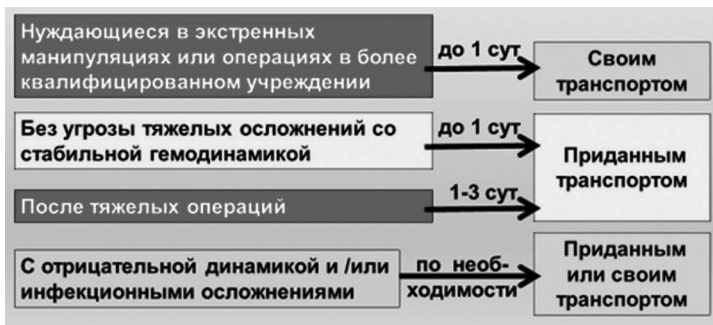 Нуждающиеся в экстренных
манипуляциях или операциях в более
квалифицированном учреждении
до 1 сут
Своим
транспортом
Без угрозы тяжелых осложнений со
стабильной гемодинамикой
до 1 сут
Приданным
транспортом
После тяжелых операций
1-3 сут
С отрицательной динамикой и /или
инфекционными осложнениями
по необ-
ходимости
Приданным
или своим
транспортом